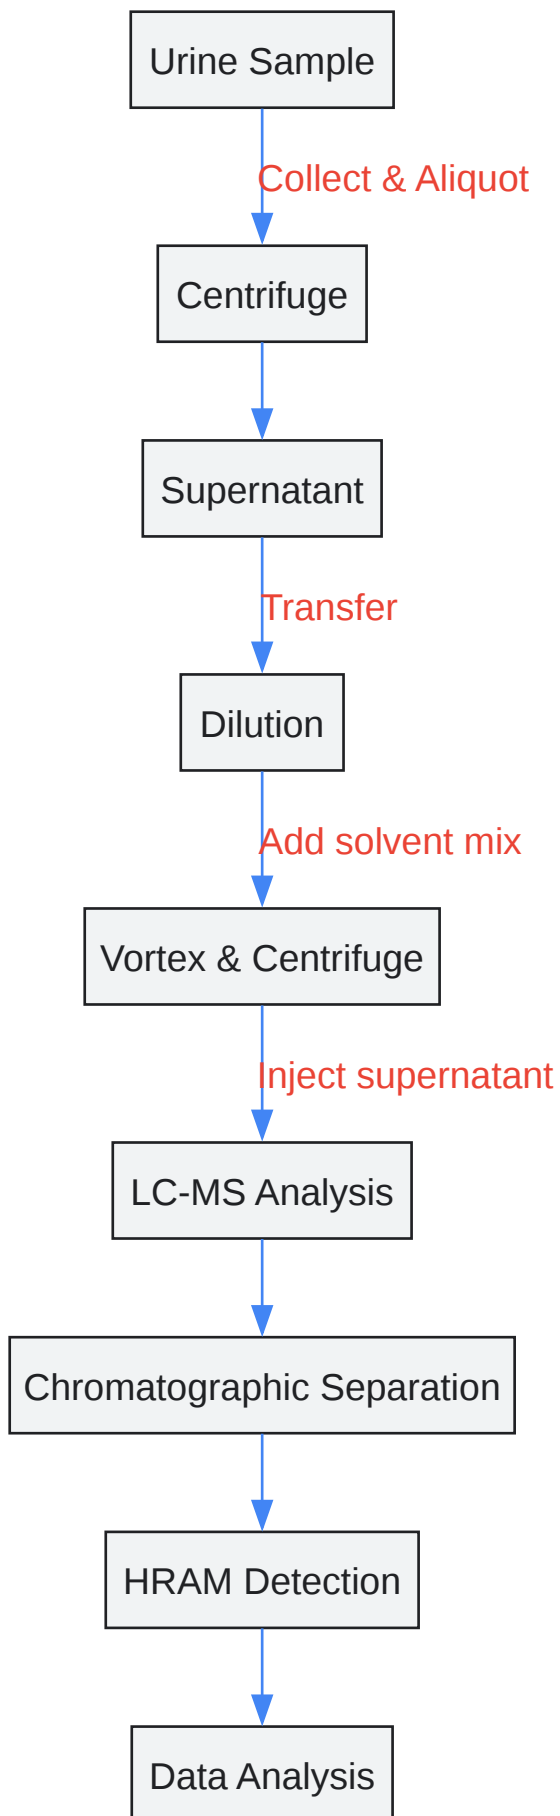 Urine Sample
Collect & Aliquot
Centrifuge
Supernatant
Transfer
Dilution
Add solvent mix
Vortex & Centrifuge
Inject supernatant
LC-MS Analysis
Chromatographic Separation
HRAM Detection
Data Analysis